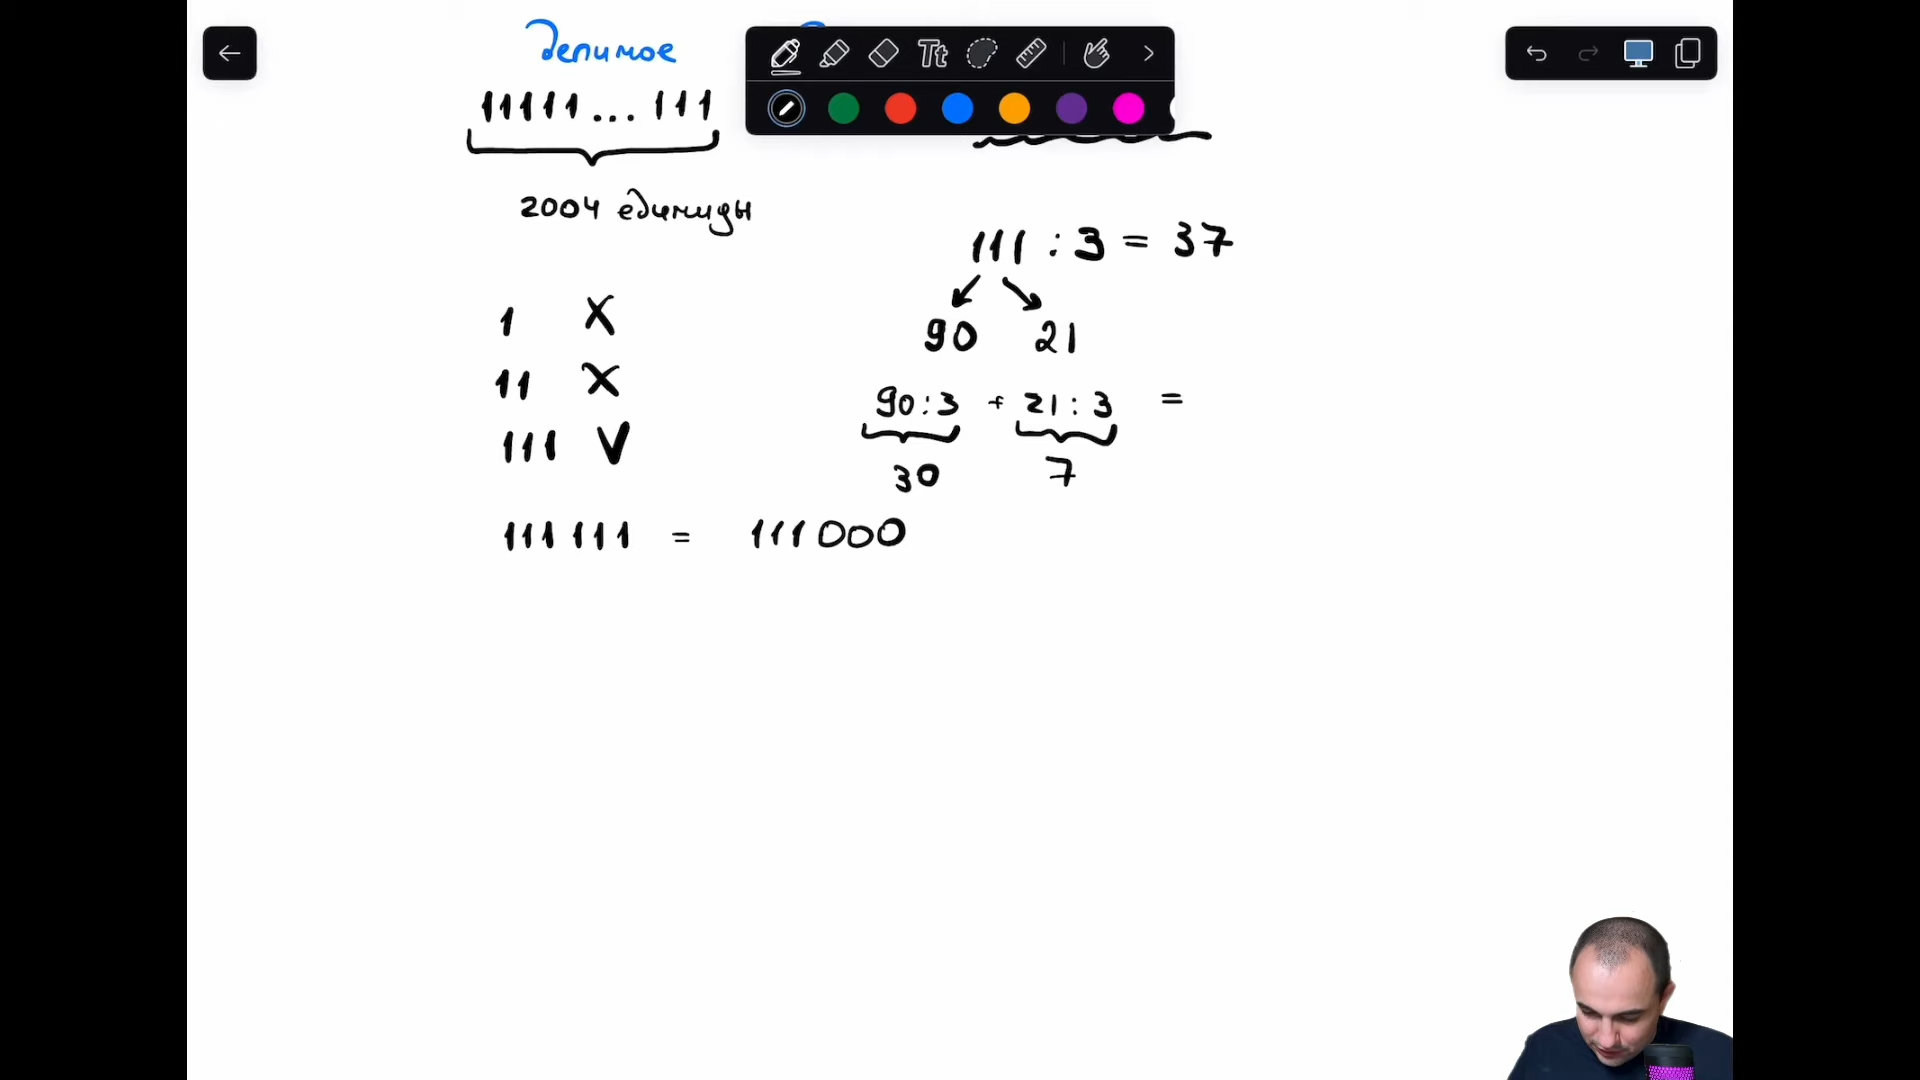 делимое
11111...111
2004 единицы
111 : 3 = 37
90 21
90:3 + 21:3 =
30 7
1 X
11 X
111 V
111 111 = 111 000
Tt